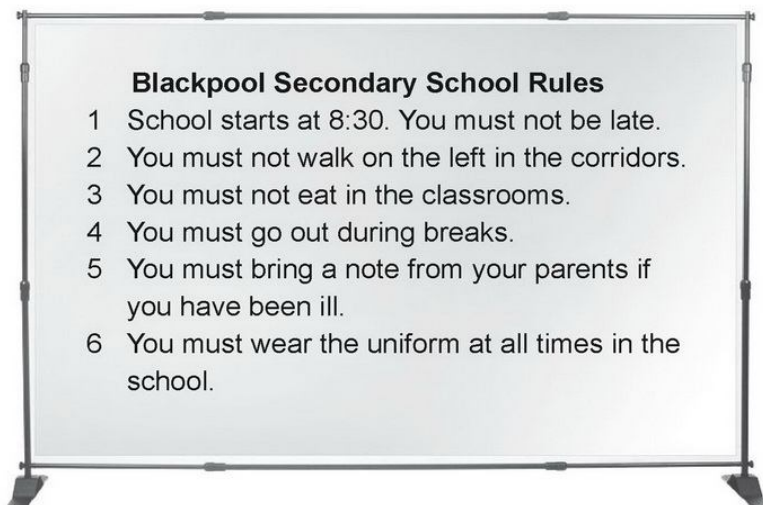 Blackpool Secondary School Rules
1 School starts at 8:30. You must not be late.
2 You must not walk on the left in the corridors.
3 You must not eat in the classrooms.
4 You must go out during breaks.
5 You must bring a note from your parents if
you have been ill.
6 You must wear the uniform at all times in the
school.